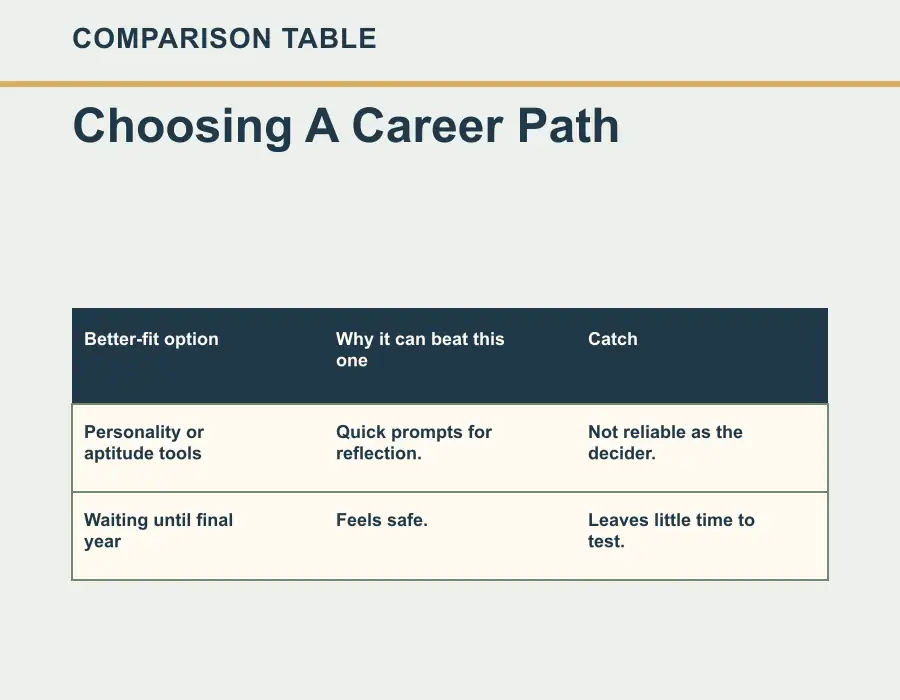 COMPARISON TABLE
Choosing A Career Path
Better-fit option
Why it can beat this
one
Catch
Personality or
aptitude tools
Quick prompts for
reflection.
Not reliable as the
decider.
Waiting until final
year
Feels safe.
Leaves little time to
test.